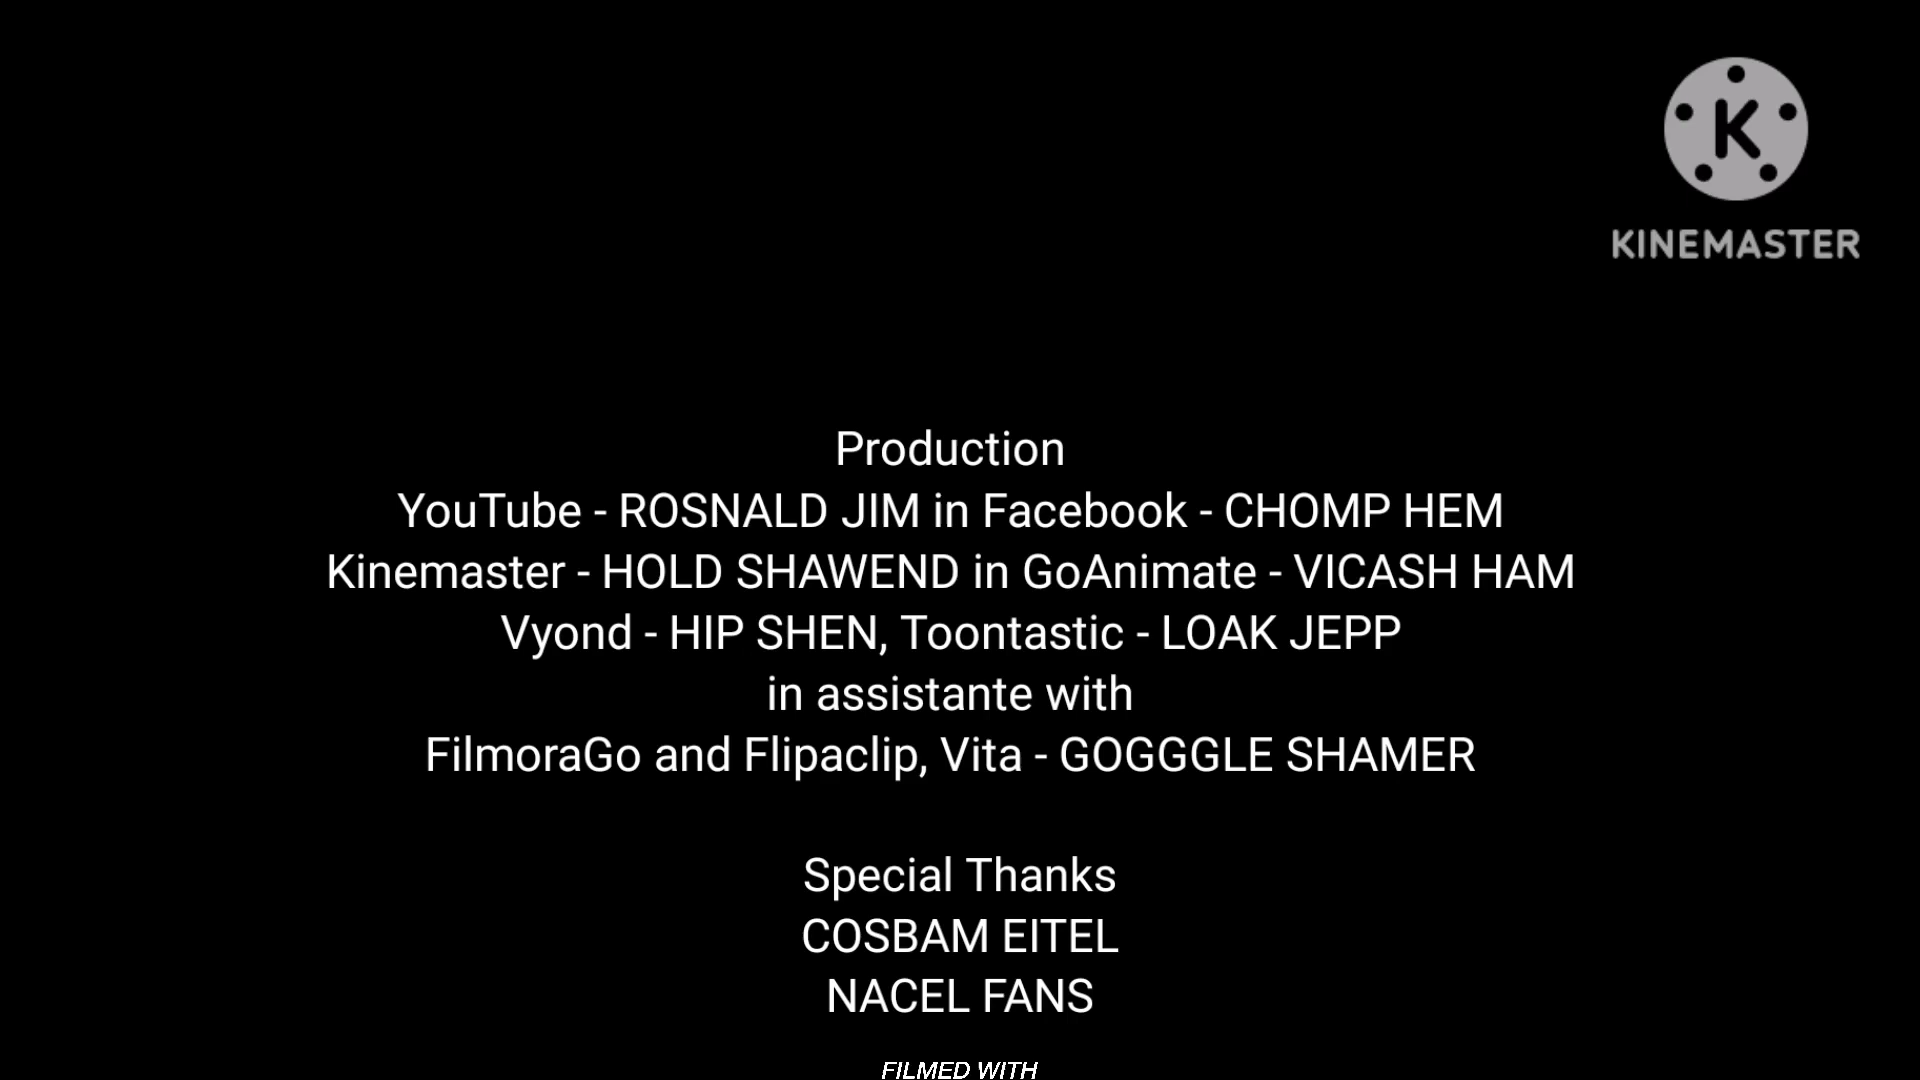 K
KINEMASTER
Production
YouTube - ROSNALD JIM in Facebook - CHOMP HEM
Kinemaster - HOLD SHAWEND in GoAnimate - VICASH HAM
Vyond - HIP SHEN, Toontastic - LOAK JEPP
in assistante with
FilmoraGo and Flipaclip, Vita - GOGGGLE SHAMER
Special Thanks
COSBAM EITEL
NACEL FANS
FILMED WITH